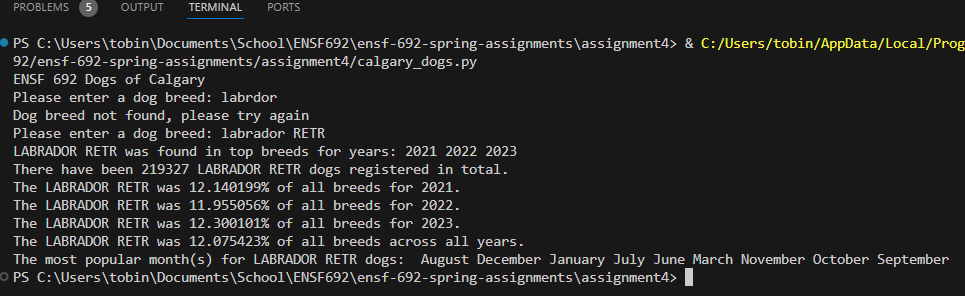 PROBLEMS 5 OUTPUT TERMINAL PORTS
PS C:\Users\tobin\Documents\School\ENSF692\ensf-692-spring-assignments\assignment4> & C:/Users/tobin/AppData/Local/Prog
92/ensf-692-spring-assignments/assignment4/calgary_dogs.py
ENSF 692 Dogs of Calgary
Please enter a dog breed: labrdor
Dog breed not found, please try again
Please enter a dog breed: labrador RETR
LABRADOR RETR was found in top breeds for years: 2021 2022 2023
There have been 219327 LABRADOR RETR dogs registered in total.
The LABRADOR RETR was 12.140199% of all breeds for 2021.
The LABRADOR RETR was 11.955056% of all breeds for 2022.
The LABRADOR RETR was 12.300101% of all breeds for 2023.
The LABRADOR RETR was 12.075423% of all breeds across all years.
The most popular month(s) for LABRADOR RETR dogs:  August December January July June March November October September
PS C:\Users\tobin\Documents\School\ENSF692\ensf-692-spring-assignments\assignment4>